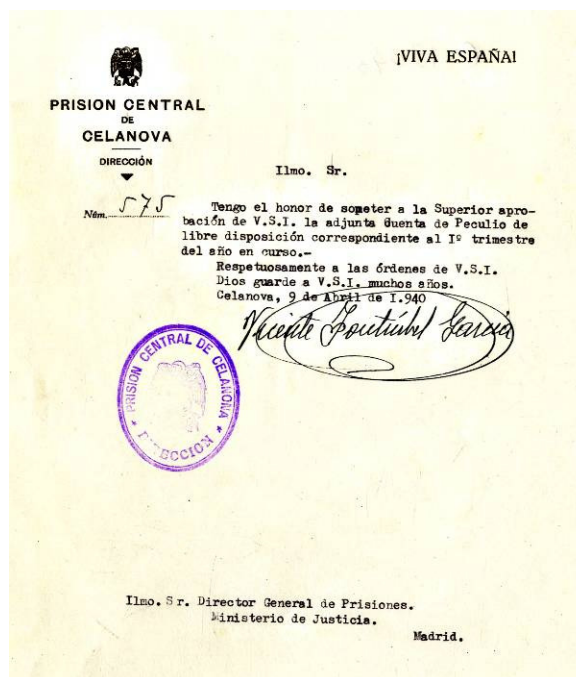 ¡VIVA ESPAÑA!
PRISION CENTRAL
DE
CELANOVA
DIRECCIÓN
Ilmo. Sr.
Núm. 575
Tengo el honor de someter a la Superior apro-
bación de V.S.I. la adjunta Cuenta de Peculio de
libre disposición correspondiente al Iº trimestre
del año en curso.-
Respetuosamente a las órdenes de V.S.I.
Dios guarde a V.S.I. muchos años.
Celanova, 9 de Abril de I.940
Vicente García
PRISION CENTRAL DE CELANOVA
* DIRECCION *
Ilmo. Sr. Director General de Prisiones.
Ministerio de Justicia.
Madrid.